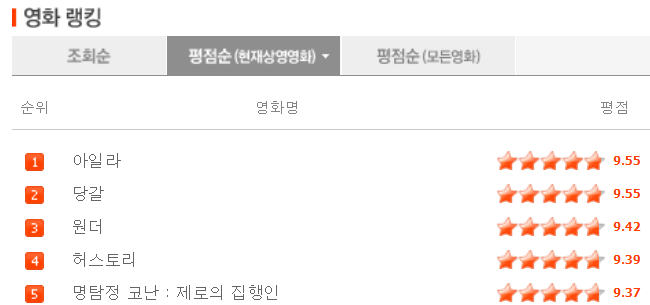 영화 랭킹
조회순 평점순 (현재상영영화) 평점순 (모든영화)
순위 영화명 평점
1 아일라 9.55
2 당갈 9.55
3 원더 9.42
4 허스토리 9.39
5 명탐정 코난 : 제로의 집행인 9.37